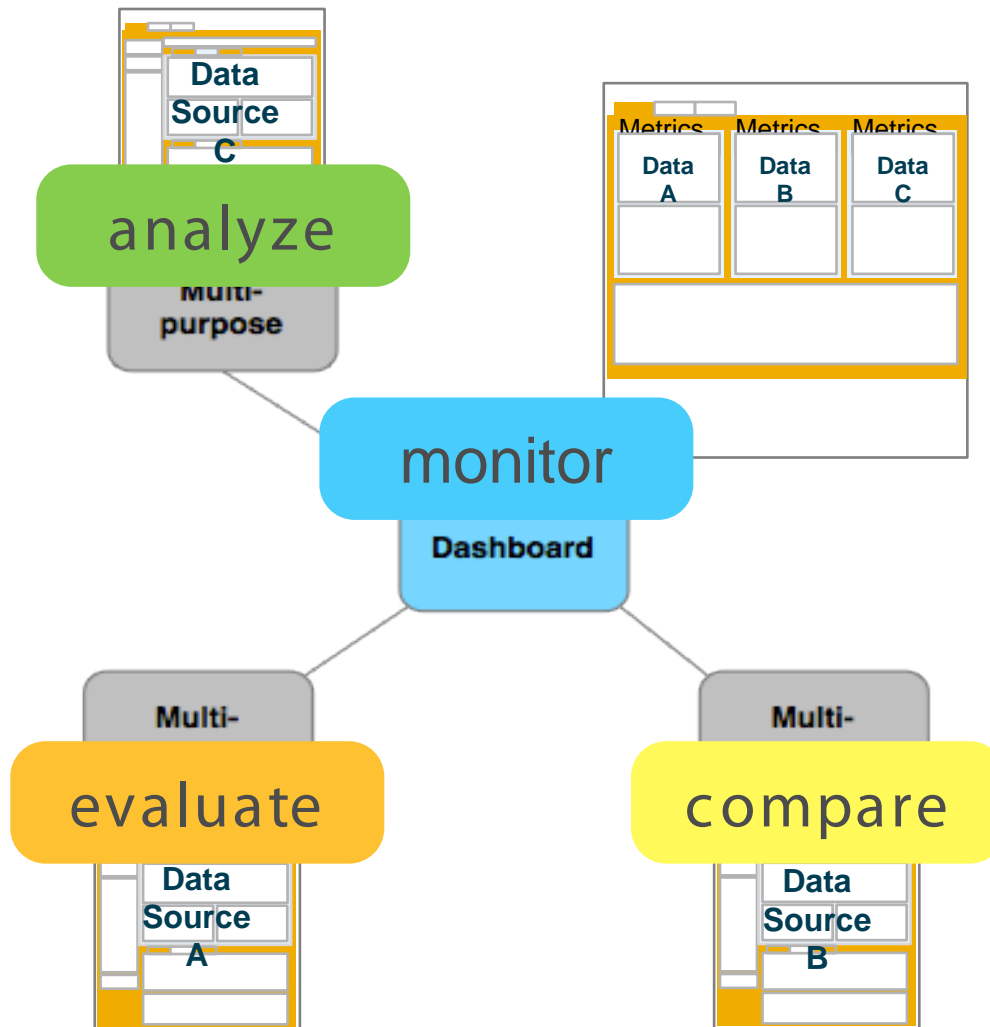 Data
Source
C
analyze
Multi-
purpose
Metrics Metrics Metrics
Data Data Data
A B C
monitor
Dashboard
Multi-
Multi-
evaluate
compare
Data
Source
A
Data
Source
B